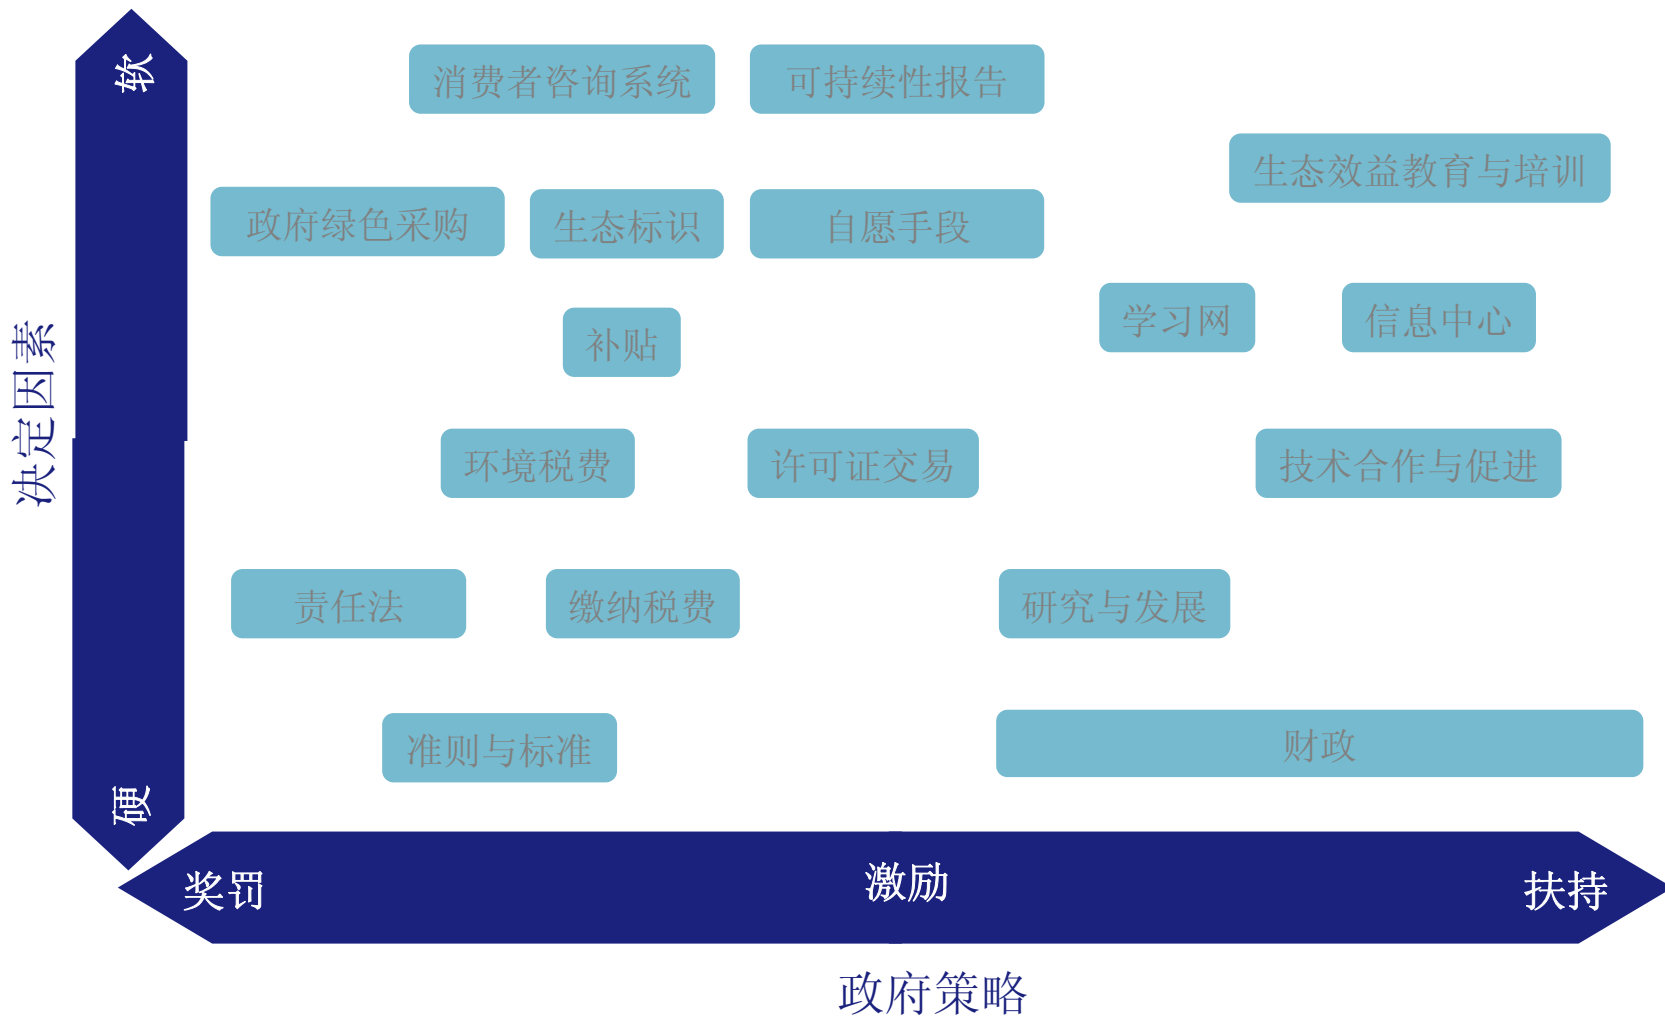 软
消费者咨询系统
可持续性报告
生态效益教育与培训
政府绿色采购
生态标识
自愿手段
学习网
信息中心
补贴
决定因素
环境税费
许可证交易
技术合作与促进
责任法
缴纳税费
研究与发展
准则与标准
财政
硬
奖罚
激励
扶持
政府策略